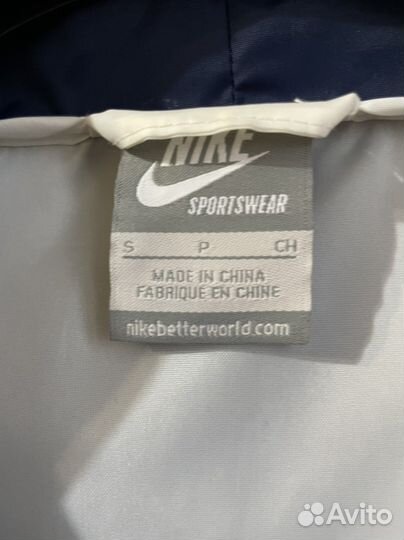 NIKE
SPORTSWEAR
S P CH
MADE IN CHINA
FABRIQUÉ EN CHINE
nikebetterworld.com
Avito